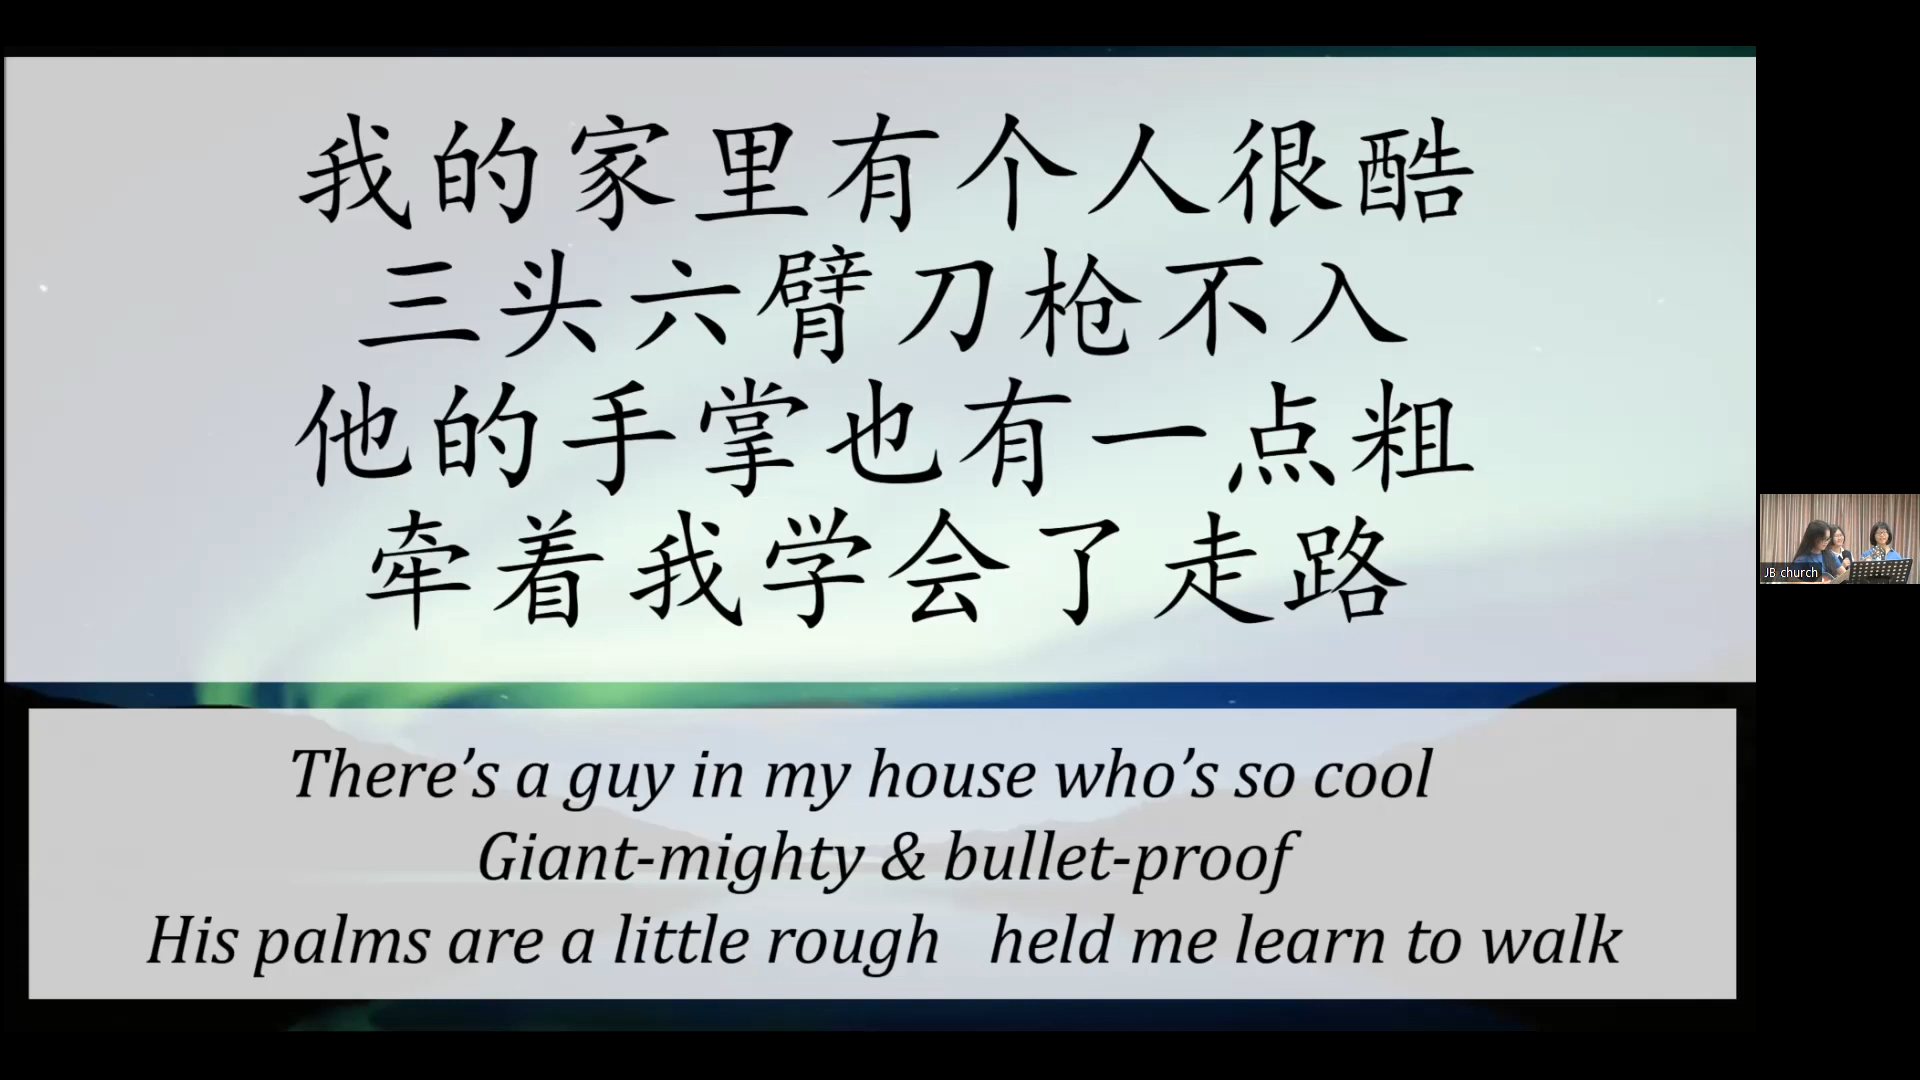 我的家里有个人很酷
三头六臂刀枪不入
他的手掌也有一点粗
牵着我学会了走路
There’s a guy in my house who’s so cool
Giant-mighty & bullet-proof
His palms are a little rough   held me learn to walk
JB church